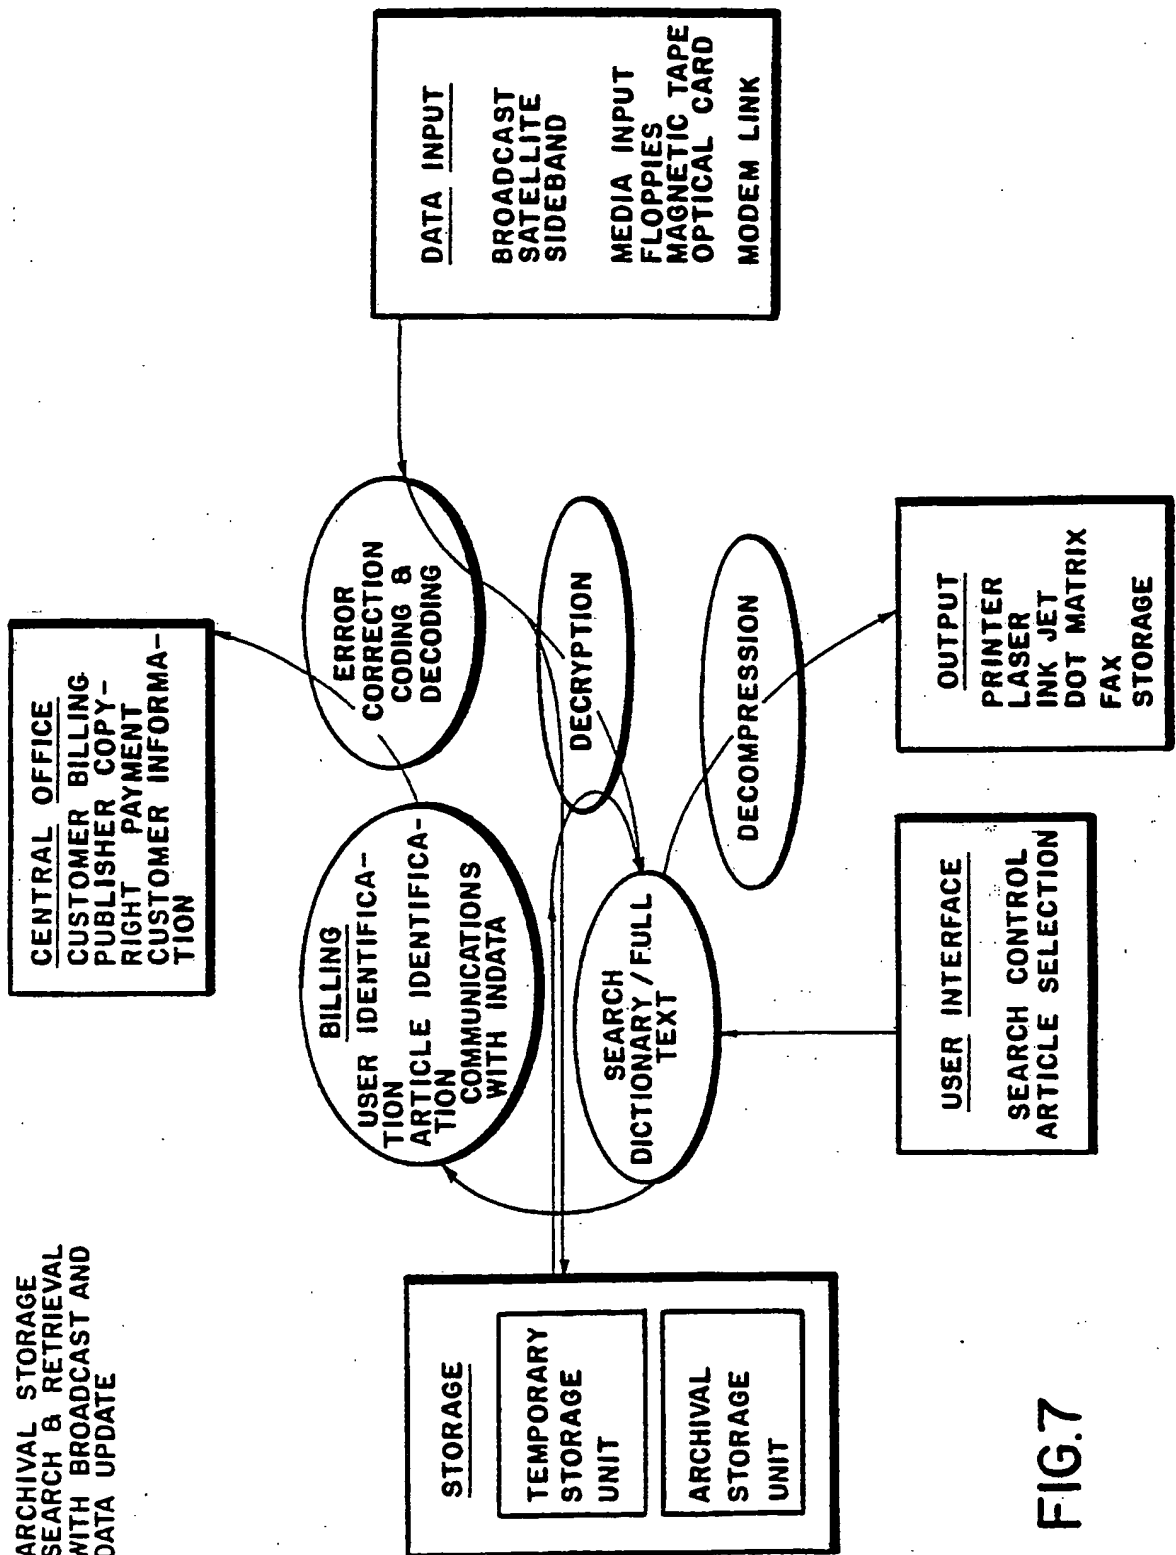 ARCHIVAL STORAGE
SEARCH & RETRIEVAL
WITH BROADCAST AND
DATA UPDATE
CENTRAL OFFICE
CUSTOMER BILLING
PUBLISHER COPY-
RIGHT PAYMENT
CUSTOMER INFORMA-
TION
BILLING
USER IDENTIFICA-
TION
ARTICLE IDENTIFICA-
TION
COMMUNICATIONS
WITH INDATA
ERROR
CORRECTION
CODING &
DECODING
DATA INPUT
BROADCAST
SATELLITE
SIDEBAND
MEDIA INPUT
FLOPPIES
MAGNETIC TAPE
OPTICAL CARD
MODEM LINK
STORAGE
TEMPORARY
STORAGE
UNIT
ARCHIVAL
STORAGE
UNIT
SEARCH
DICTIONARY / FULL
TEXT
DECRYPTION
DECOMPRESSION
USER INTERFACE
SEARCH CONTROL
ARTICLE SELECTION
OUTPUT
PRINTER
LASER
INK JET
DOT MATRIX
FAX
STORAGE
FIG.7